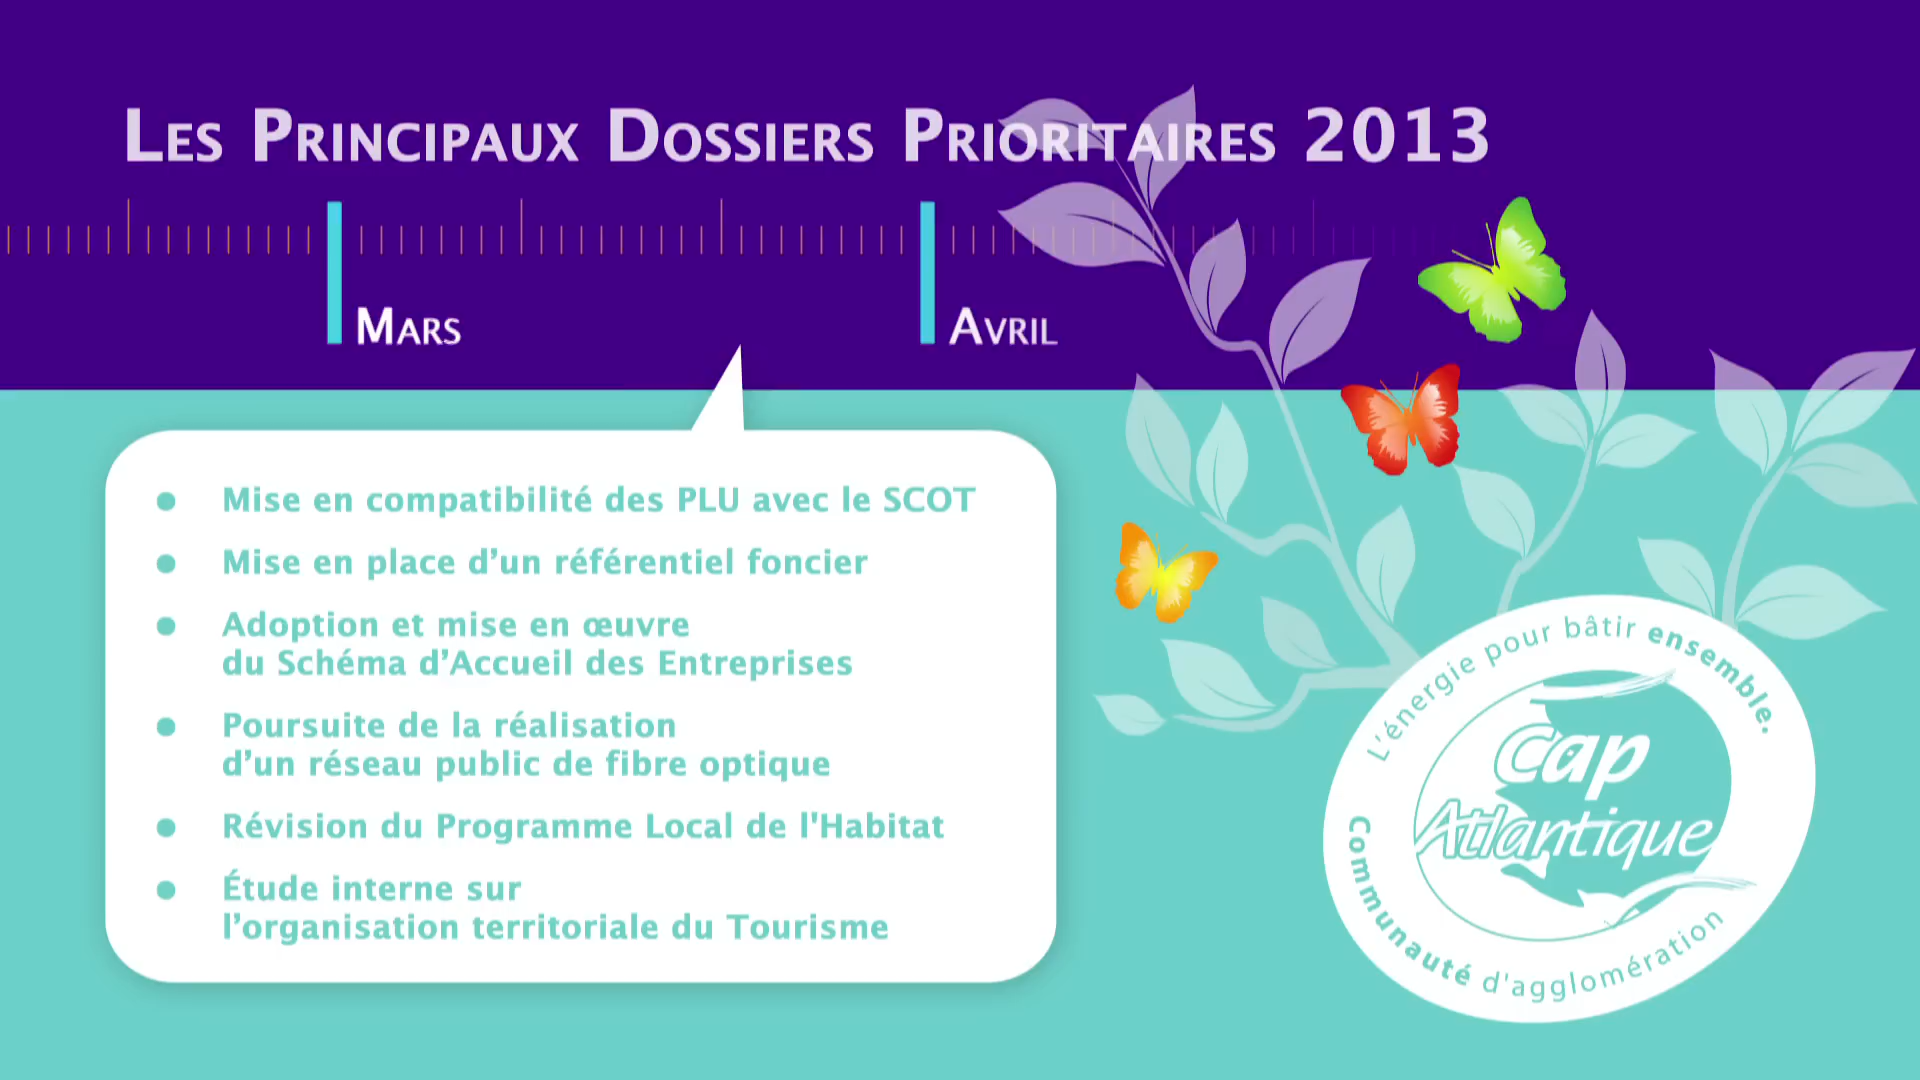 Les Principaux Dossiers Prioritaires 2013
Mars
Avril
• Mise en compatibilité des PLU avec le SCOT
• Mise en place d’un référentiel foncier
• Adoption et mise en œuvre
du Schéma d’Accueil des Entreprises
• Poursuite de la réalisation
d’un réseau public de fibre optique
• Révision du Programme Local de l'Habitat
• Étude interne sur
l’organisation territoriale du Tourisme
L'énergie pour bâtir ensemble.
Cap
Atlantique
Communauté d'agglomération